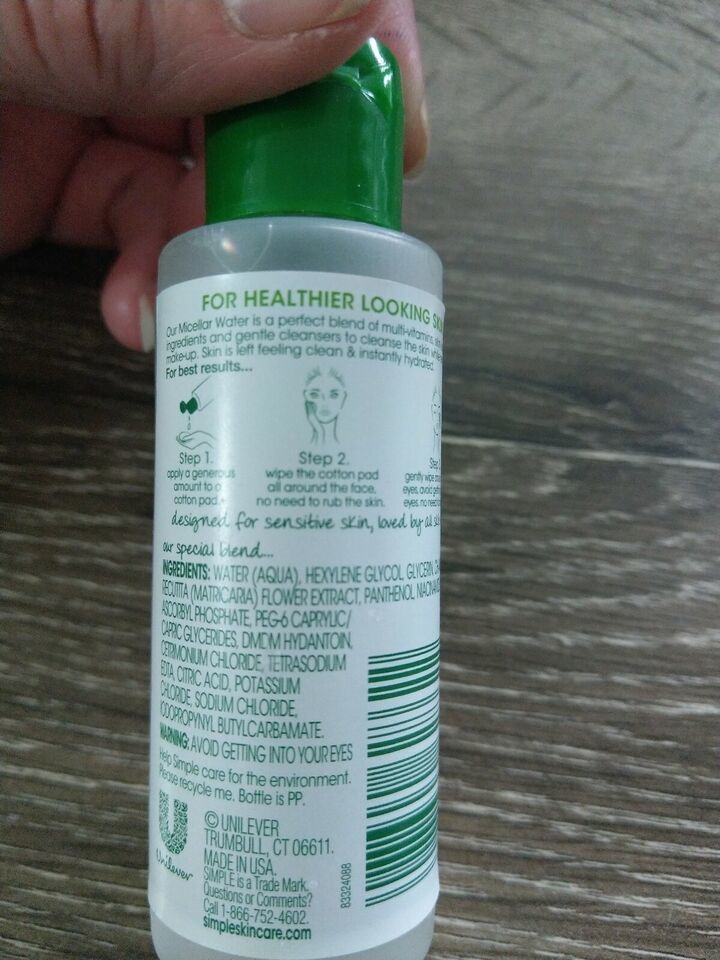 FOR HEALTHIER LOOKING
Our Micellar Water is a perfect blend of multi-vitamins,
ingredients and gentle cleansers to cleanse the skin
make-up. Skin is left feeling clean & instantly hydrated.
For best results...
Step 1.
apply a generous
amount to a
cotton pad.
Step 2.
wipe the cotton pad
all around the face,
no need to rub the skin.
gently wipe
eyes, avoid
eyes. no need
designed for sensitive skin, loved by all
our special blend....
INGREDIENTS: WATER (AQUA), HEXYLENE GLYCOL, GLYCERIN,
RECUTITA (MATRICARIA) FLOWER EXTRACT, PANTHENOL,
ASCORBYL PHOSPHATE, PEG-6 CAPRYLIC/
CAPRIC GLYCERIDES, DMDM HYDANTOIN,
CETRIMONIUM CHLORIDE, TETRASODIUM
EDTA, CITRIC ACID, POTASSIUM
CHLORIDE, SODIUM CHLORIDE,
IODOPROPYNYL BUTYLCARBAMATE.
WARNING: AVOID GETTING INTO YOUR EYES
Help Simple care for the environment.
Please recycle me. Bottle is PP.
Unilever
© UNILEVER
TRUMBULL, CT 06611.
MADE IN USA.
SIMPLE is a Trade Mark.
Questions or Comments?
Call 1-866-752-4602.
simpleskincare.com
83324088